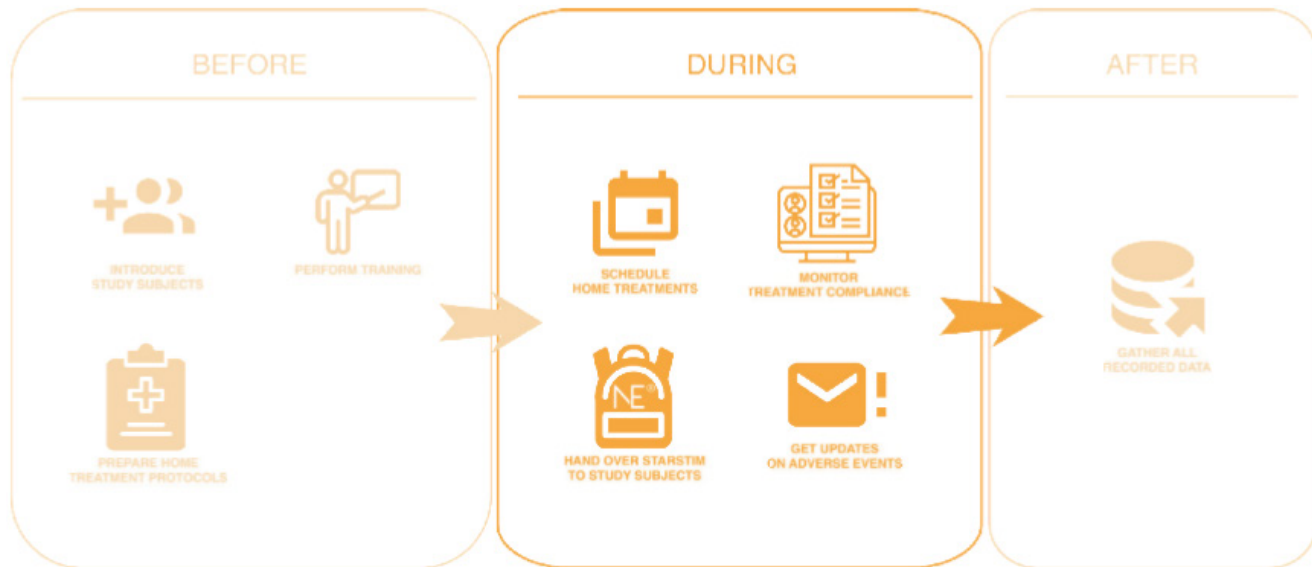 BEFORE
INTRODUCE
STUDY SUBJECTS
PERFORM TRAINING
PREPARE HOME
TREATMENT PROTOCOLS
DURING
SCHEDULE
HOME TREATMENTS
MONITOR
TREATMENT COMPLIANCE
NE®
HAND OVER STARSTIM
TO STUDY SUBJECTS
GET UPDATES
ON ADVERSE EVENTS
AFTER
GATHER ALL
RECORDED DATA